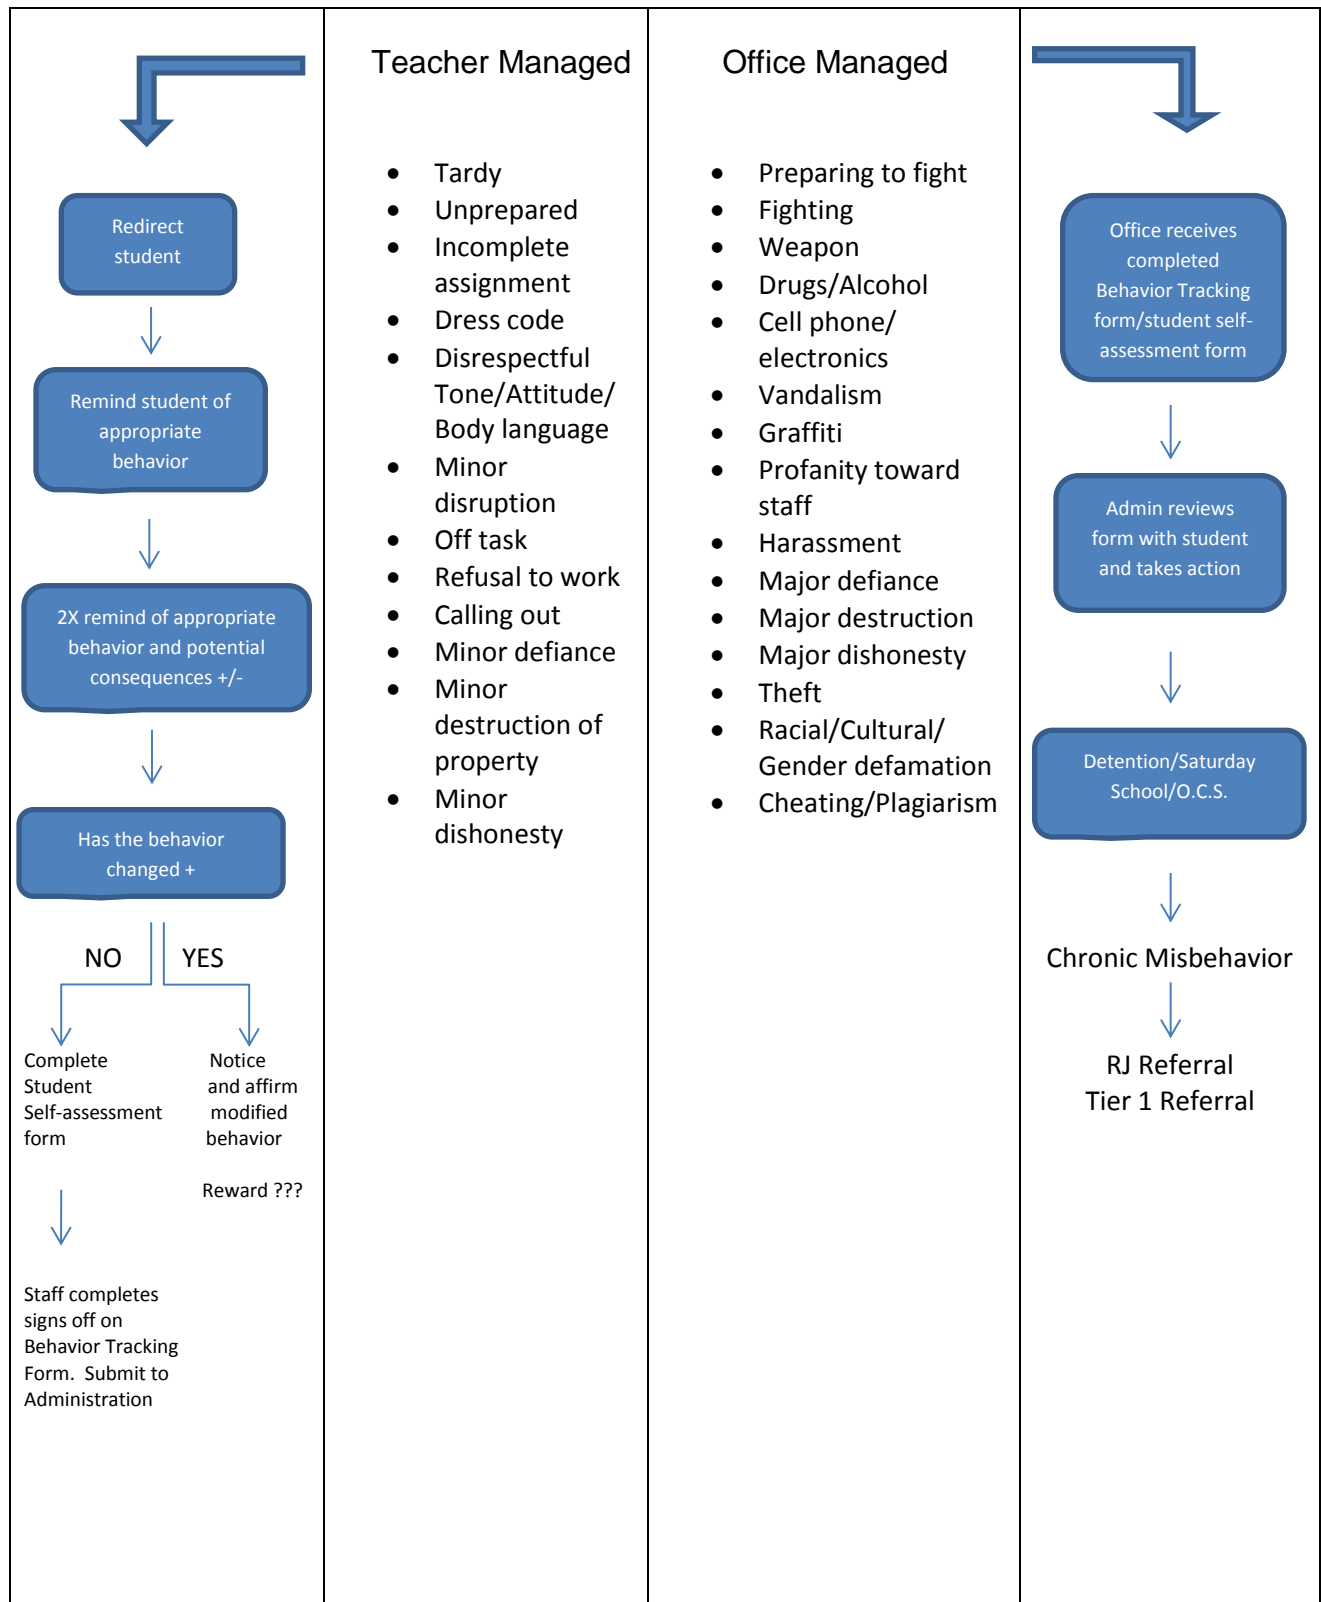 Redirect
student
Remind student of
appropriate
behavior
2X remind of appropriate
behavior and potential
consequences +/-
Has the behavior
changed +
NO
YES
Complete
Student
Self-assessment
form
Notice
and affirm
modified
behavior
Reward ???
Staff completes
signs off on
Behavior Tracking
Form.  Submit to
Administration
Teacher Managed
• Tardy
• Unprepared
• Incomplete
assignment
• Dress code
• Disrespectful
Tone/Attitude/
Body language
• Minor
disruption
• Off task
• Refusal to work
• Calling out
• Minor defiance
• Minor
destruction of
property
• Minor
dishonesty
Office Managed
• Preparing to fight
• Fighting
• Weapon
• Drugs/Alcohol
• Cell phone/
electronics
• Vandalism
• Graffiti
• Profanity toward
staff
• Harassment
• Major defiance
• Major destruction
• Major dishonesty
• Theft
• Racial/Cultural/
Gender defamation
• Cheating/Plagiarism
Office receives
completed
Behavior Tracking
form/student self-
assessment form
Admin reviews
form with student
and takes action
Detention/Saturday
School/O.C.S.
Chronic Misbehavior
RJ Referral
Tier 1 Referral